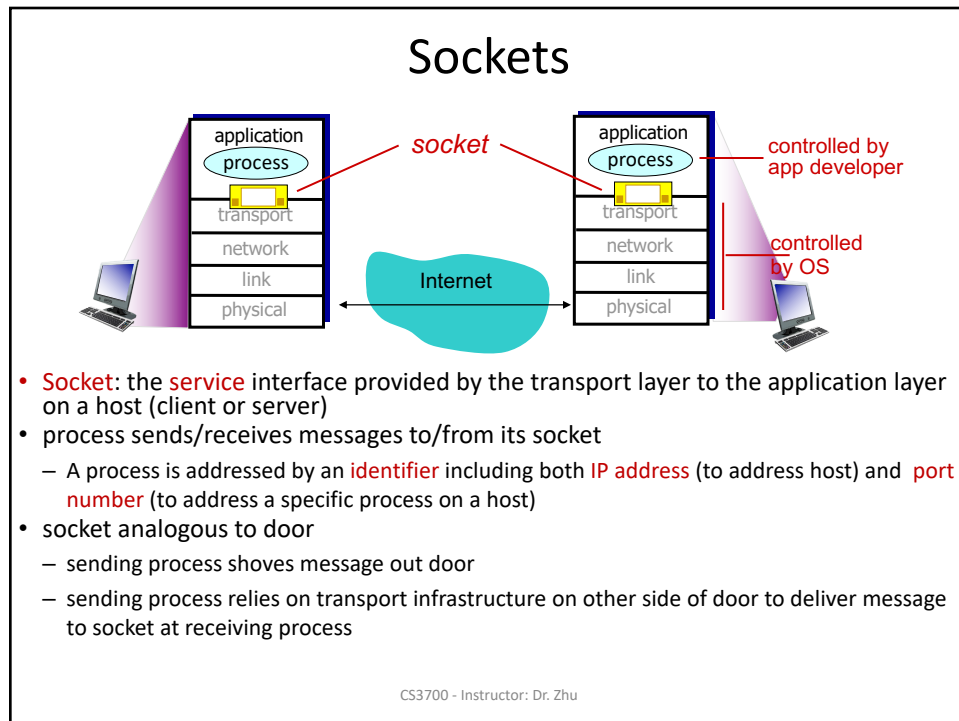 Sockets
application
process
transport
network
link
physical
socket
Internet
application
process
transport
network
link
physical
controlled by
app developer
controlled
by OS
• Socket: the service interface provided by the transport layer to the application layer
on a host (client or server)
• process sends/receives messages to/from its socket
– A process is addressed by an identifier including both IP address (to address host) and port
number (to address a specific process on a host)
• socket analogous to door
– sending process shoves message out door
– sending process relies on transport infrastructure on other side of door to deliver message
to socket at receiving process
CS3700 - Instructor: Dr. Zhu